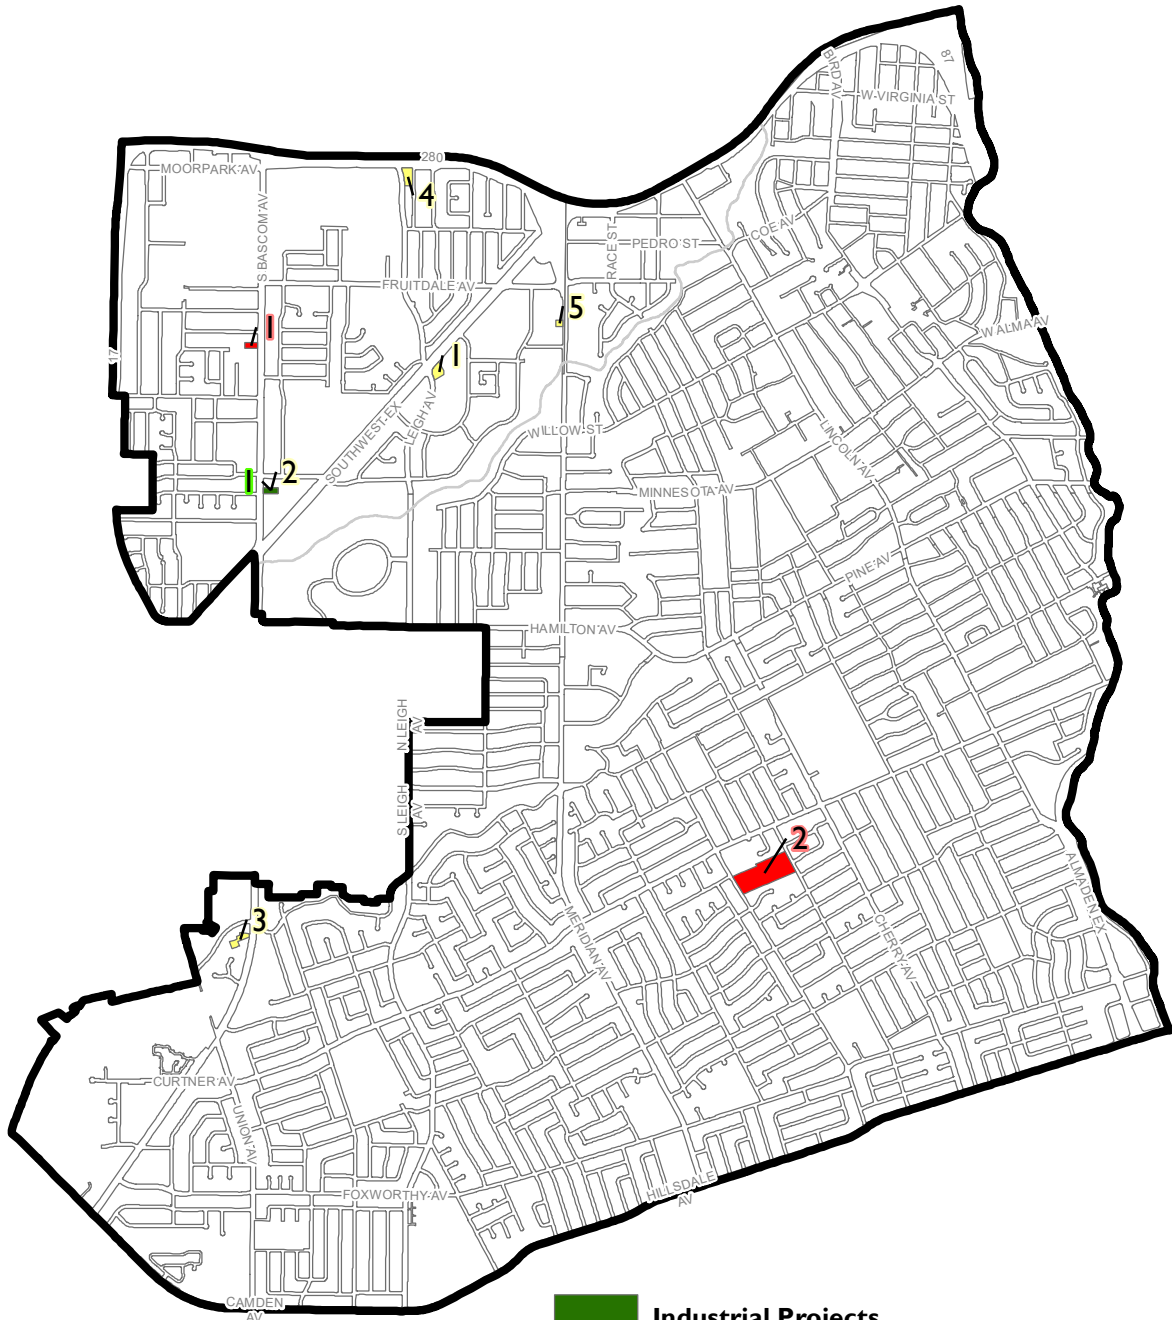 87
BIRD AV
W VIRGINIA ST
280
MOORPARK AV
4
S BASCOM AV
COE AV
RACE ST
PEDRO ST
FRUITDALE AV
5
1
W ALMA AV
17
1
SOUTHWEST EX
LEIGH AV
WILLOW ST
LINCOLN AV
1
2
MINNESOTA AV
PINE AV
HAMILTON AV
N LEIGH
AV
S LEIGH
AV
2
ALMADEN EX
3
MERIDIAN AV
CHERRY AV
CURTNER AV
UNION AV
FOXWORTHY AV
HILLSDALE
AV
CAMDEN
AV
Industrial Projects